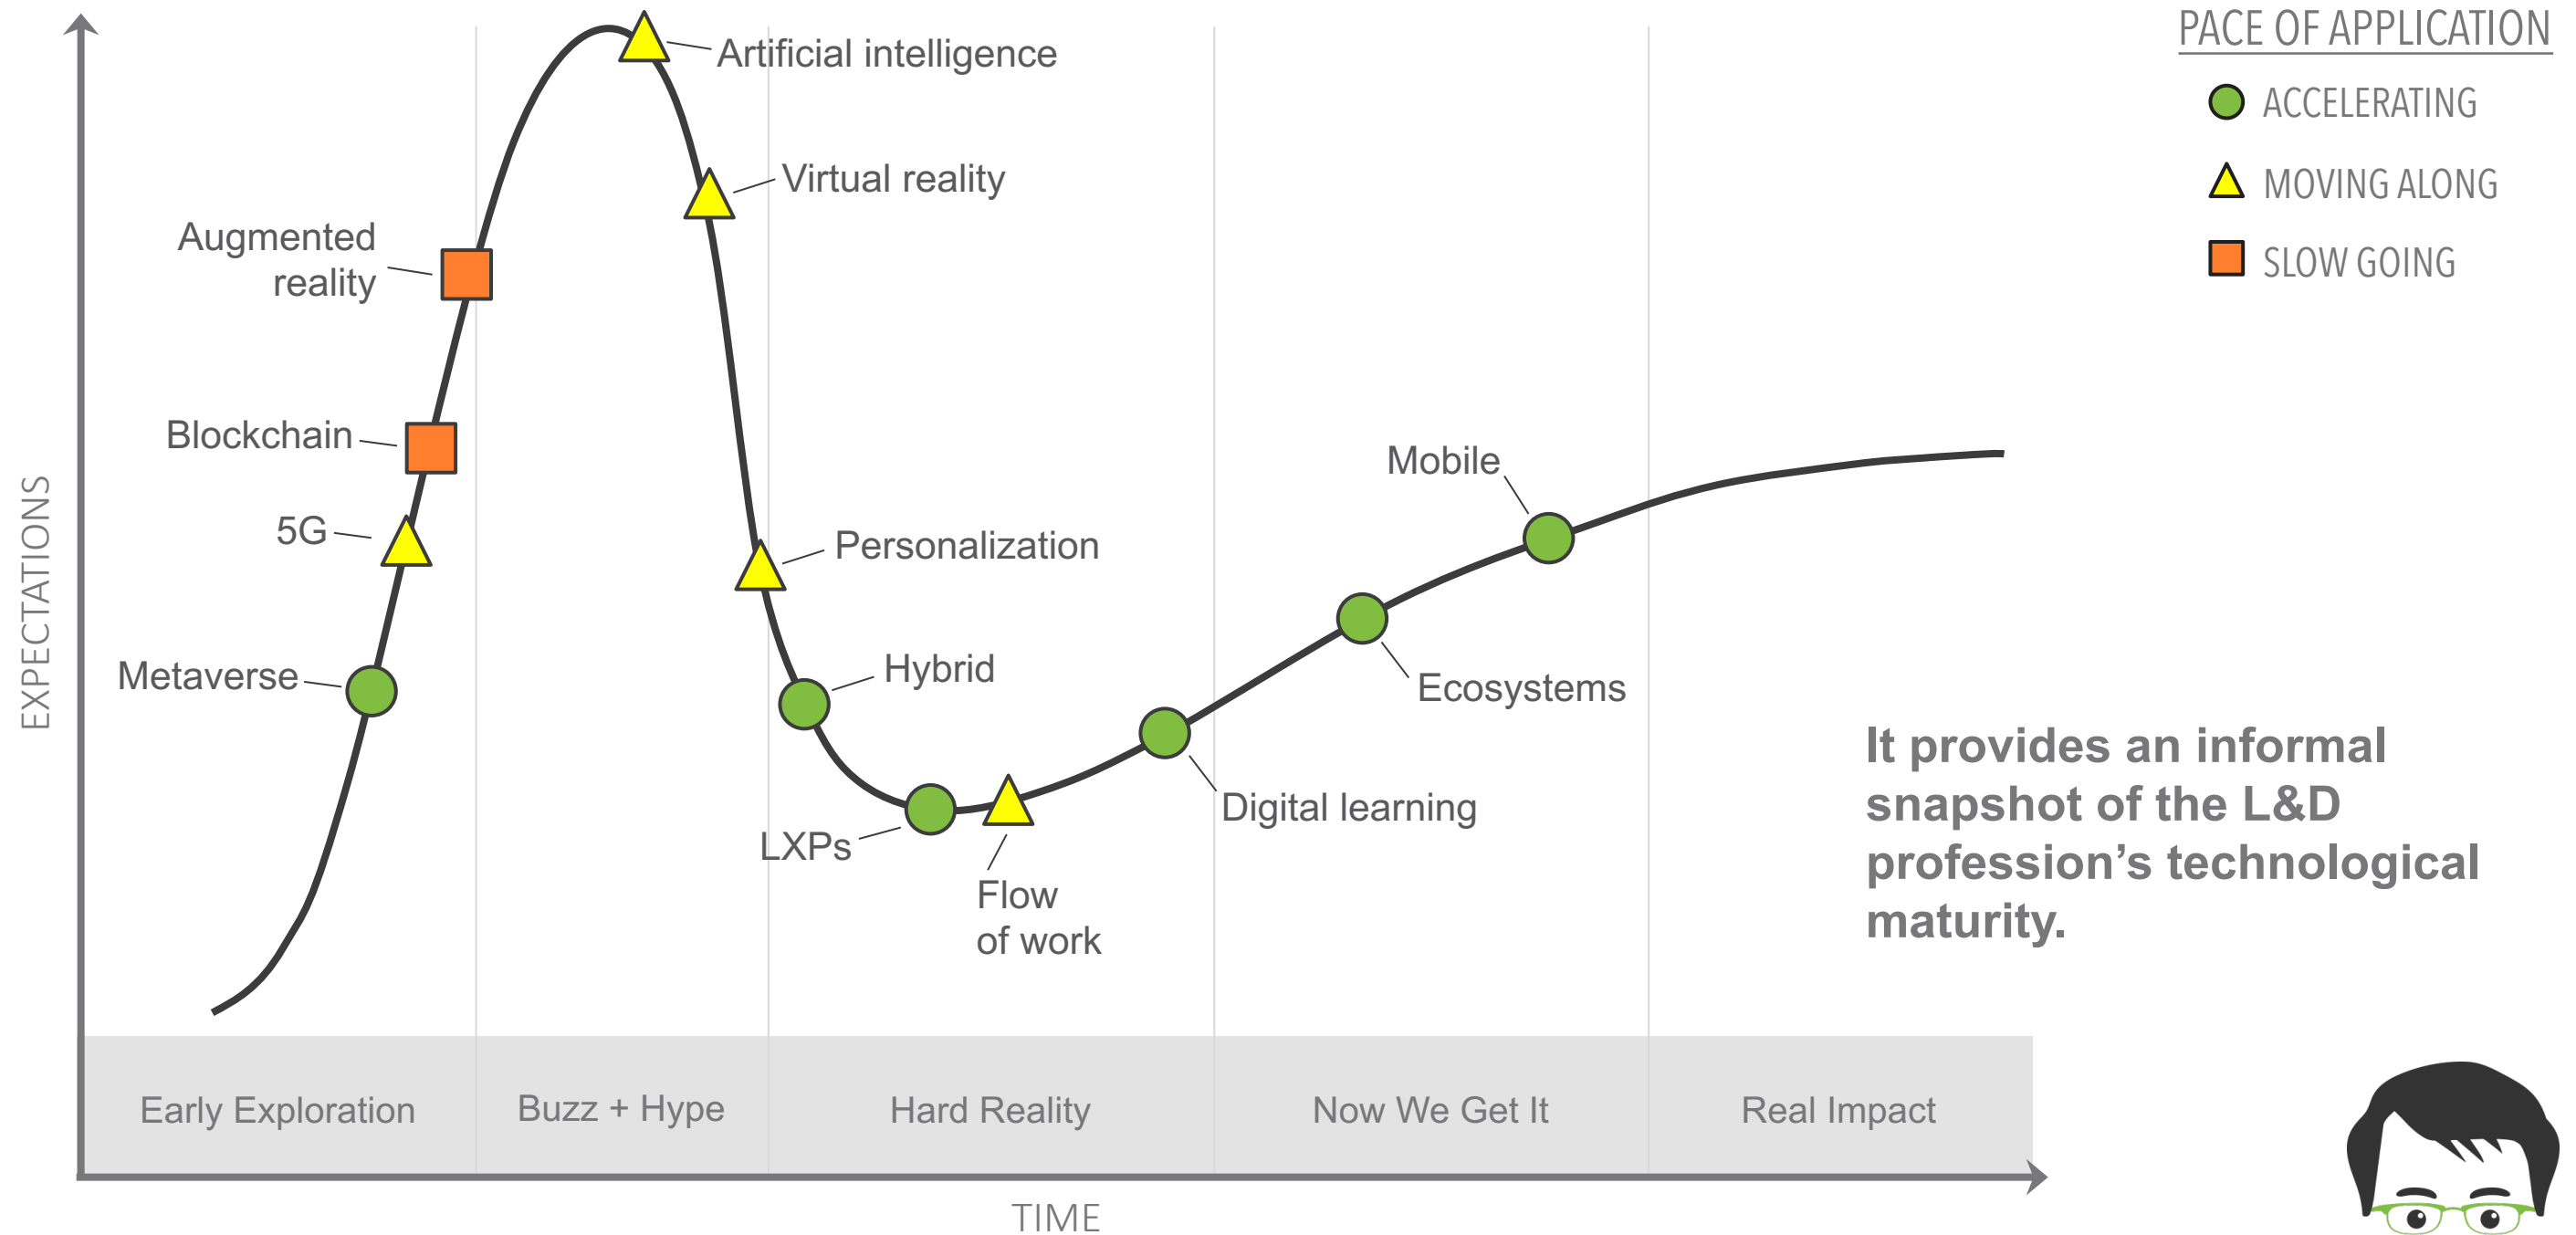 PACE OF APPLICATION
ACCELERATING
MOVING ALONG
SLOW GOING
Artificial intelligence
Virtual reality
Augmented
reality
Blockchain
5G
Metaverse
Personalization
Hybrid
LXPs
Flow
of work
Digital learning
Ecosystems
Mobile
It provides an informal
snapshot of the L&D
profession’s technological
maturity.
EXPECTATIONS
Early Exploration
Buzz + Hype
Hard Reality
Now We Get It
Real Impact
TIME